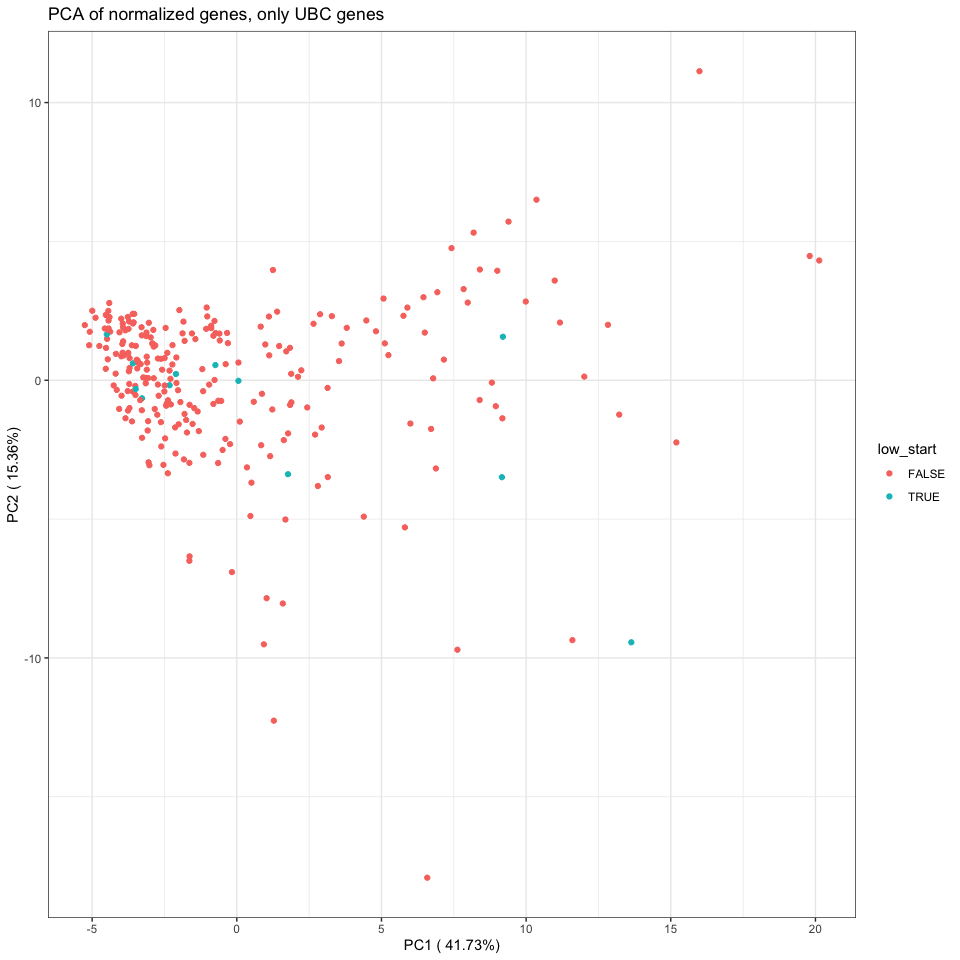 PCA of normalized genes, only UBC genes
10
0
-10
PC2 ( 15.36%)
-5
0
5
10
15
20
PC1 ( 41.73%)
low_start
FALSE
TRUE